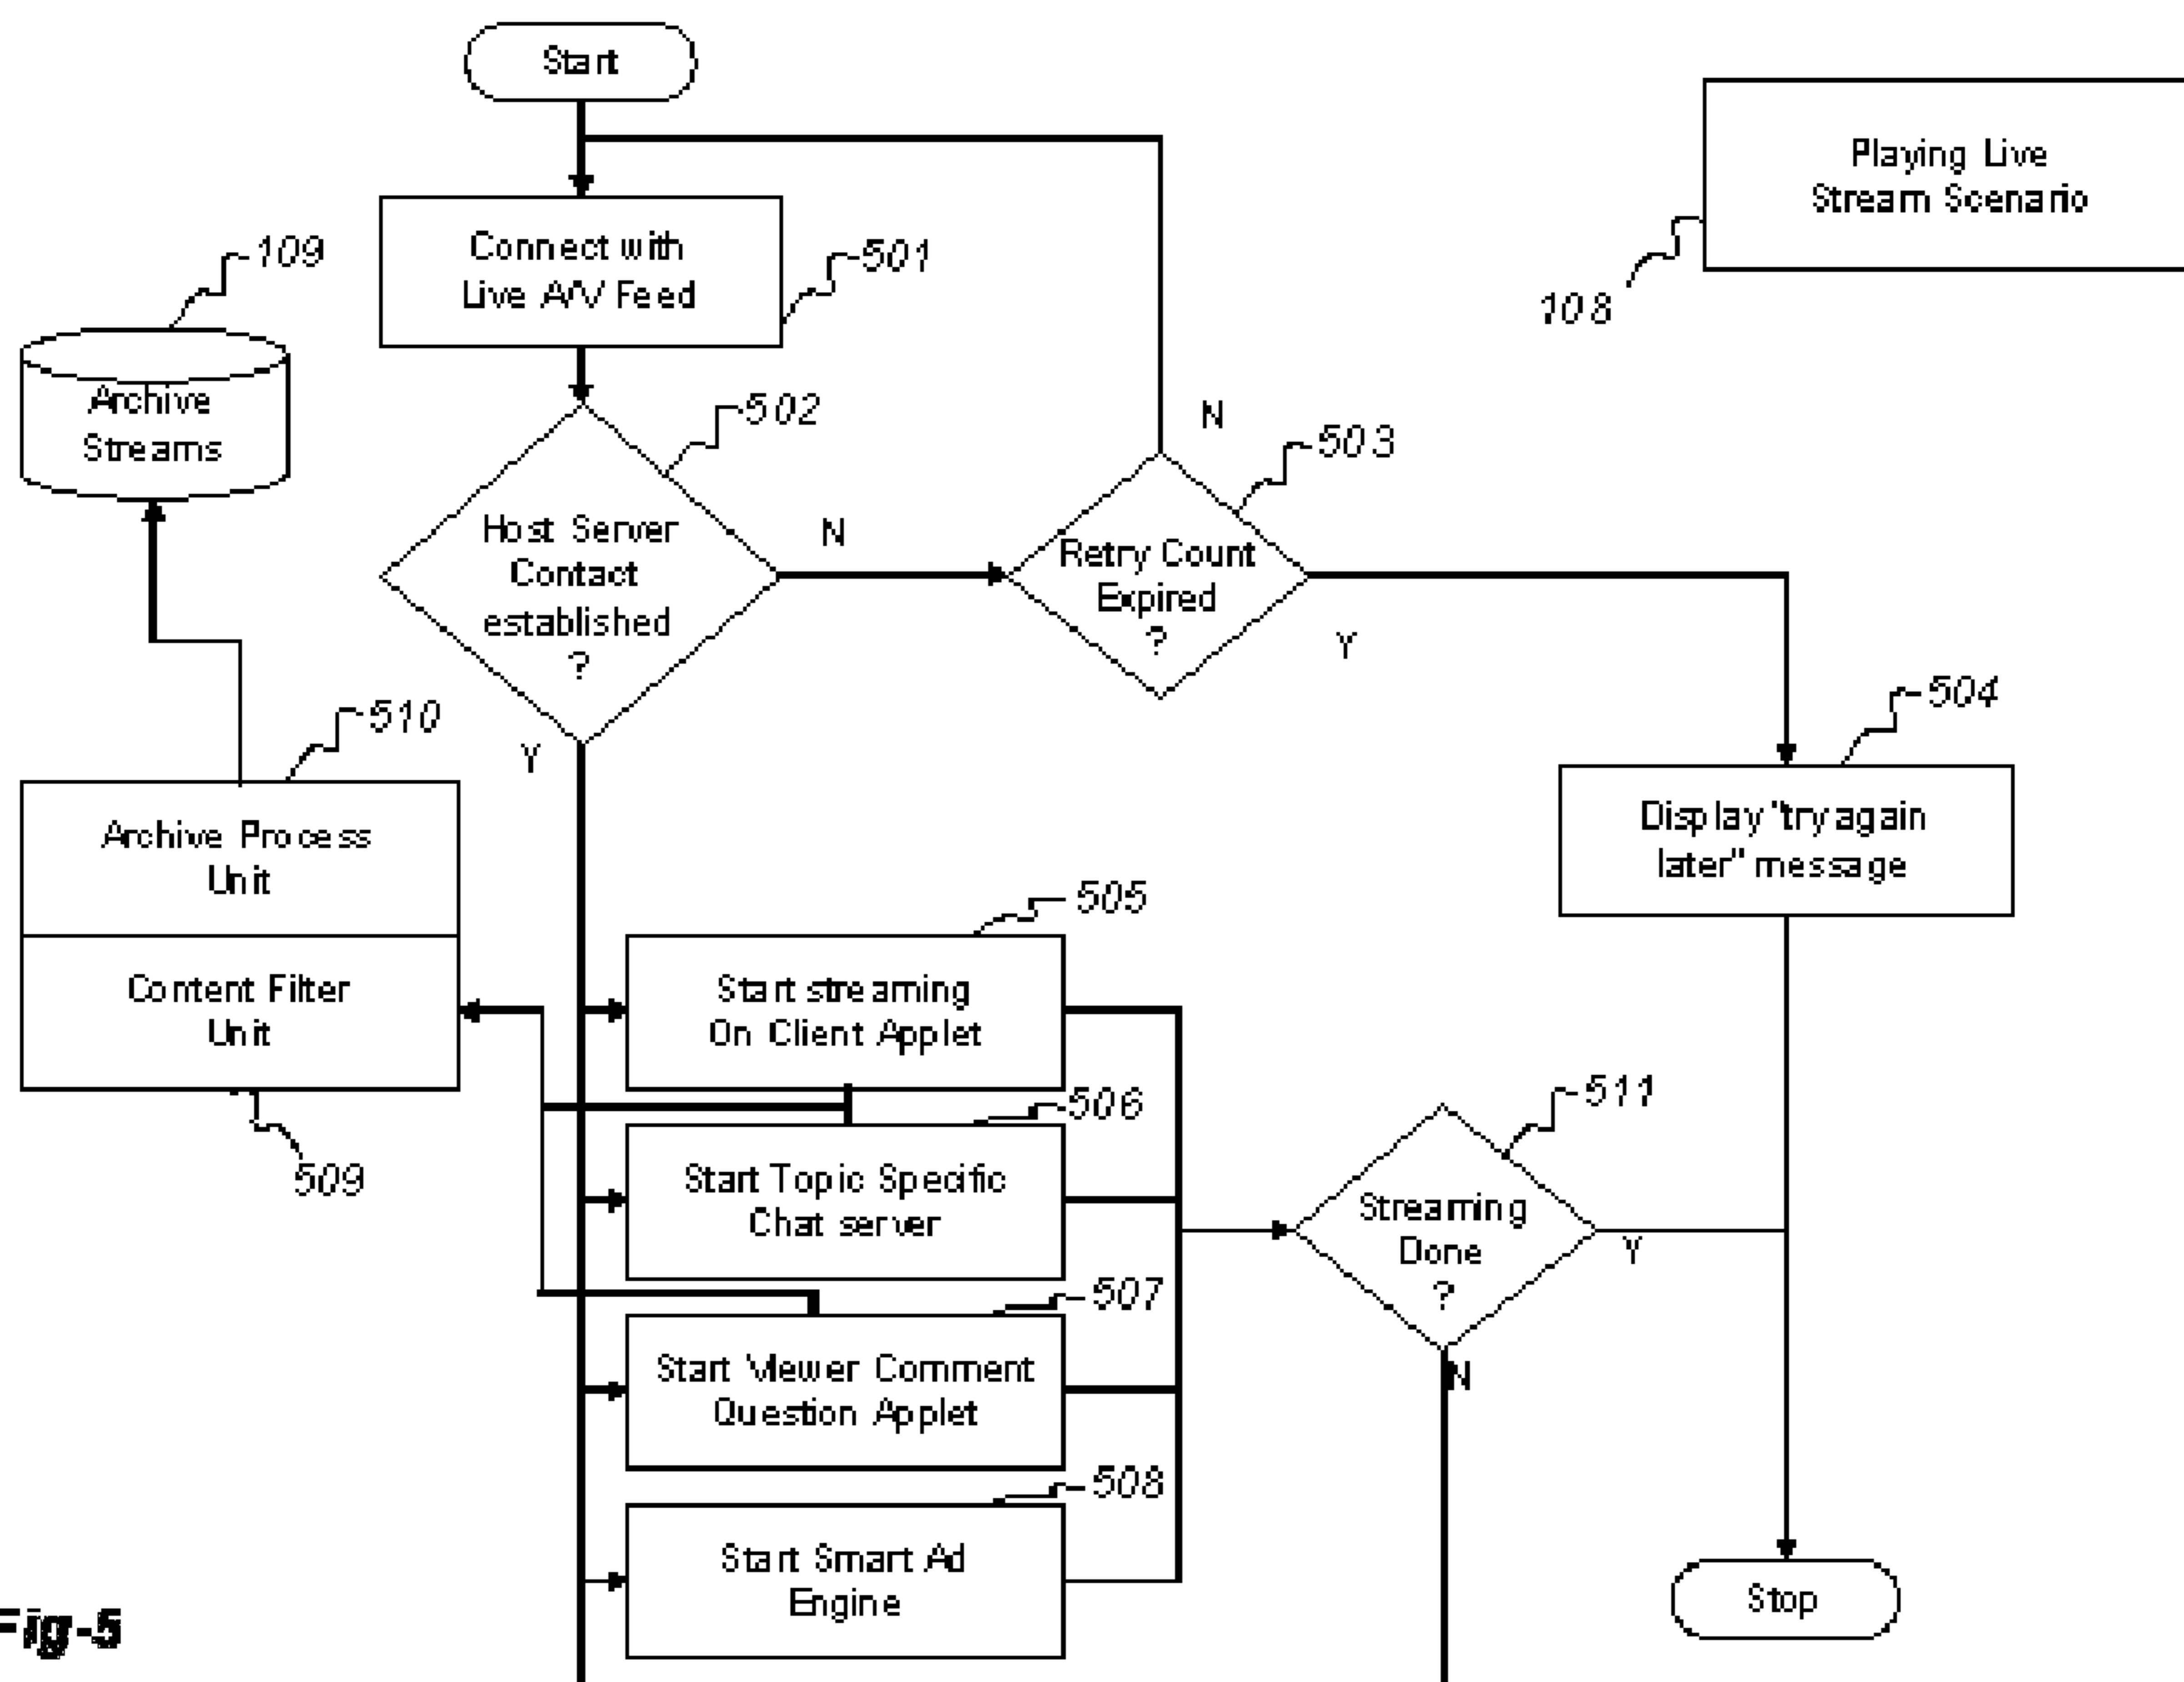 Start
Playing Live
Stream Scenario
108
Connect with
Live A/V Feed
501
109
Archive
Streams
502
Host Server
Contact
established
?
N
Y
503
Retry Count
Expired
?
N
Y
504
Display "try again
later" message
510
Archive Process
Unit
Content Filter
Unit
509
505
Start streaming
On Client Applet
506
Start Topic Specific
Chat server
507
Start Viewer Comment
Question Applet
508
Start Smart Ad
Engine
511
Streaming
Done
?
Y
N
Stop
Fig-5